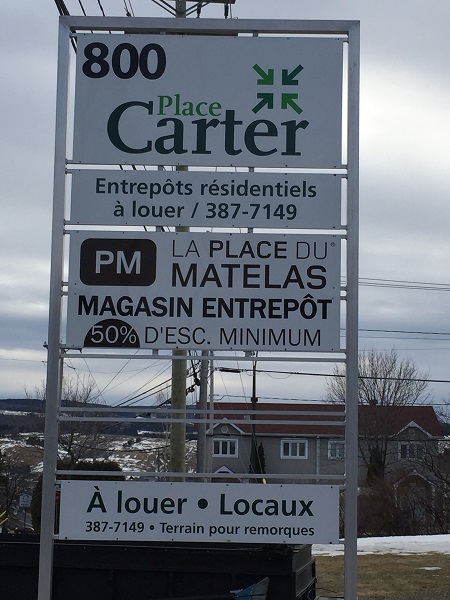 800
Place
Carter
Entrepôts résidentiels
à louer / 387-7149
PM
LA PLACE DU
MATELAS
MAGASIN ENTREPÔT
50% D'ESC. MINIMUM
À louer • Locaux
387-7149 • Terrain pour remorques